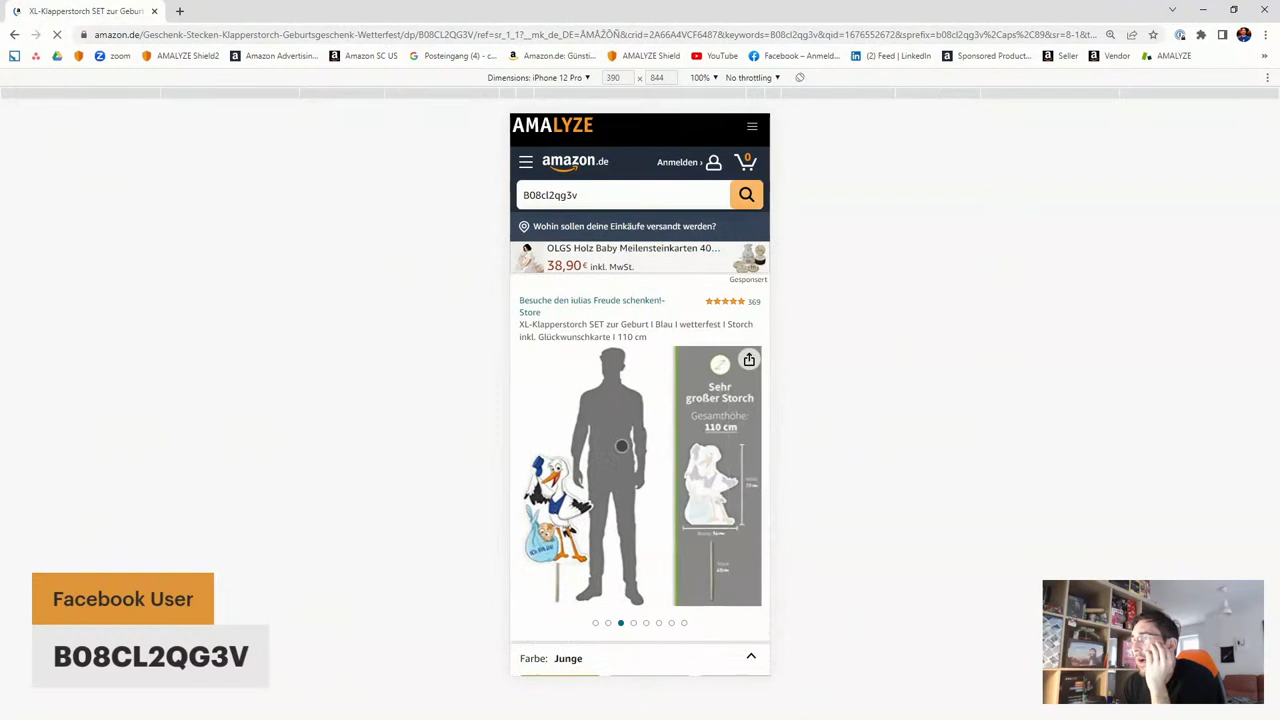 XL-Klapperstorch SET zur Geburt
amazon.de/Geschenk-Stecken-Klapperstorch-Geburtsgeschenk-Wetterfest/dp/B08CL2QG3V/ref=sr_1_1?__mk_de_DE=ÅMÅŽÕÑ&crid=2A66A4VCF6487&keywords=B08cl2qg3v&qid=1676552672&sprefix=b08cl2qg3v%2Caps%2C89&sr=8-1&t...
zoom
AMALYZE Shield2
Amazon Advertisin...
Amazon SC US
Posteingang (4) - c...
Amazon.de: Günsti...
AMALYZE Shield
YouTube
Facebook – Anmeld...
(2) Feed | LinkedIn
Sponsored Product...
Seller
Vendor
AMALYZE
Dimensions: iPhone 12 Pro
390 × 844
100%
No throttling
AMALYZE
amazon.de
Anmelden ›
0
B08cl2qg3v
Wohin sollen deine Einkäufe versandt werden?
OLGS Holz Baby Meilensteinkarten 40...
38,90 € inkl. MwSt.
Gesponsert
Besuche den iulias Freude schenken!-
Store
369
XL-Klapperstorch SET zur Geburt I Blau I wetterfest I Storch
inkl. Glückwunschkarte I 110 cm
Sehr
großer Storch
Gesamthöhe:
110 cm
Farbe: Junge
Facebook User
B08CL2QG3V